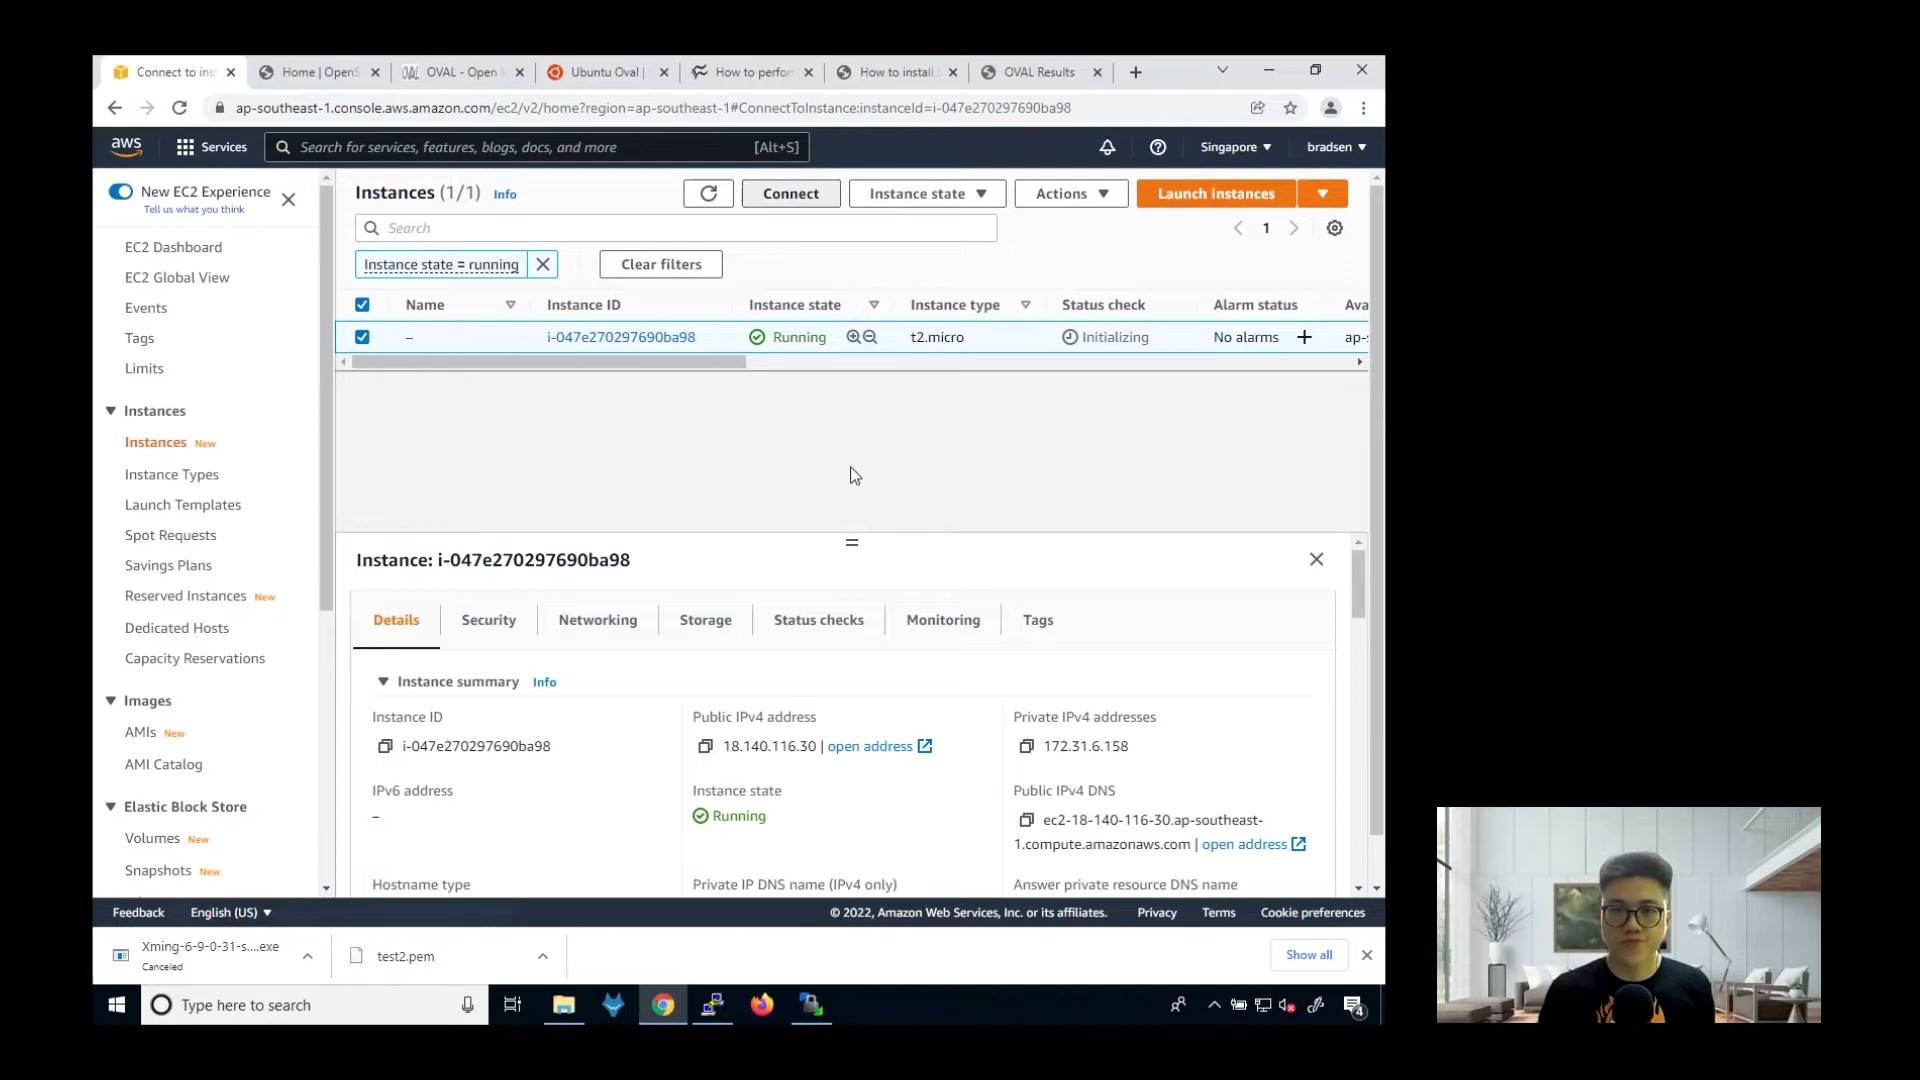 Connect to ins
Home | OpenS
OVAL - Open
Ubuntu Oval |
How to perfor
How to install
OVAL Results
ap-southeast-1.console.aws.amazon.com/ec2/v2/home?region=ap-southeast-1#ConnectToInstance:instanceId=i-047e270297690ba98
aws
Services
Search for services, features, blogs, docs, and more
[Alt+S]
Singapore
bradsen
New EC2 Experience
Tell us what you think
EC2 Dashboard
EC2 Global View
Events
Tags
Limits
Instances
Instances New
Instance Types
Launch Templates
Spot Requests
Savings Plans
Reserved Instances New
Dedicated Hosts
Capacity Reservations
Images
AMIs New
AMI Catalog
Elastic Block Store
Volumes New
Snapshots New
Instances (1/1) Info
Connect
Instance state
Actions
Launch instances
Search
1
Instance state = running
Clear filters
Name
Instance ID
Instance state
Instance type
Status check
Alarm status
Ava
–
i-047e270297690ba98
Running
t2.micro
Initializing
No alarms
ap-s
Instance: i-047e270297690ba98
Details
Security
Networking
Storage
Status checks
Monitoring
Tags
Instance summary Info
Instance ID
i-047e270297690ba98
Public IPv4 address
18.140.116.30 | open address
Private IPv4 addresses
172.31.6.158
IPv6 address
–
Instance state
Running
Public IPv4 DNS
ec2-18-140-116-30.ap-southeast-
1.compute.amazonaws.com | open address
Hostname type
Private IP DNS name (IPv4 only)
Answer private resource DNS name
Feedback
English (US)
© 2022, Amazon Web Services, Inc. or its affiliates.
Privacy
Terms
Cookie preferences
Xming-6-9-0-31-s....exe
Canceled
test2.pem
Show all
Type here to search
4